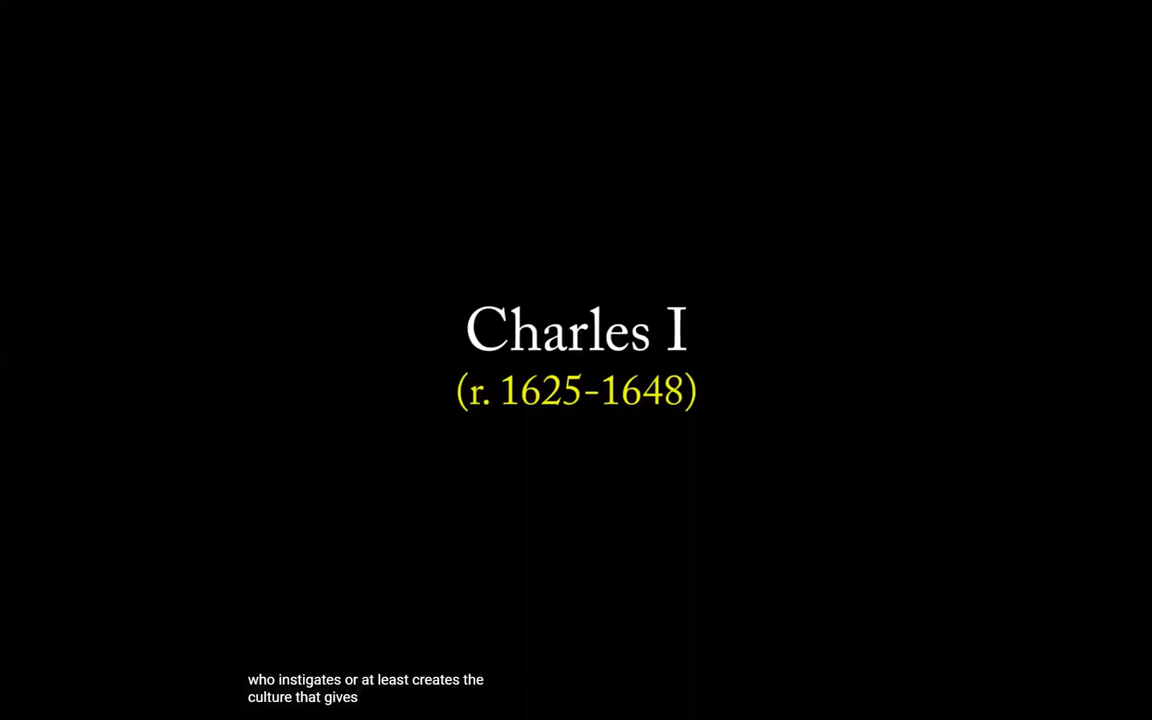 Charles I
(r. 1625-1648)
who instigates or at least creates the
culture that gives